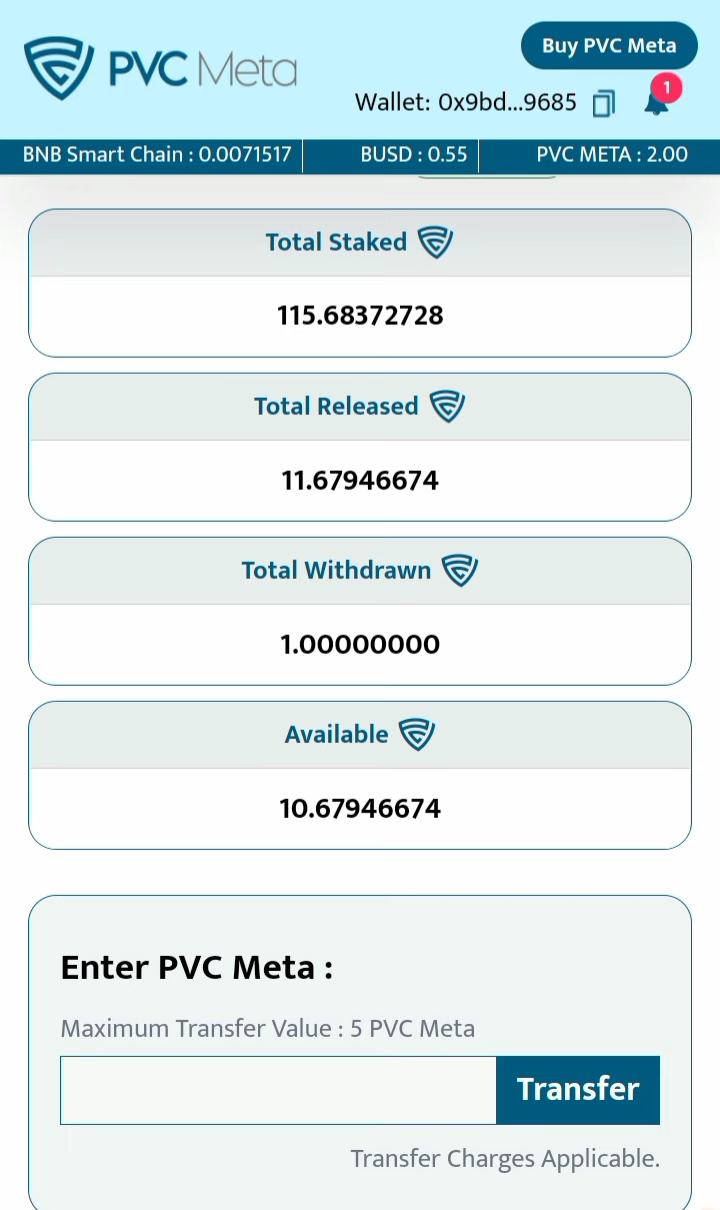 Buy PVC Meta
PVC Meta
Wallet: 0x9bd...9685
1
BNB Smart Chain : 0.0071517
BUSD : 0.55
PVC META : 2.00
Total Staked
115.68372728
Total Released
11.67946674
Total Withdrawn
1.00000000
Available
10.67946674
Enter PVC Meta :
Maximum Transfer Value : 5 PVC Meta
Transfer
Transfer Charges Applicable.